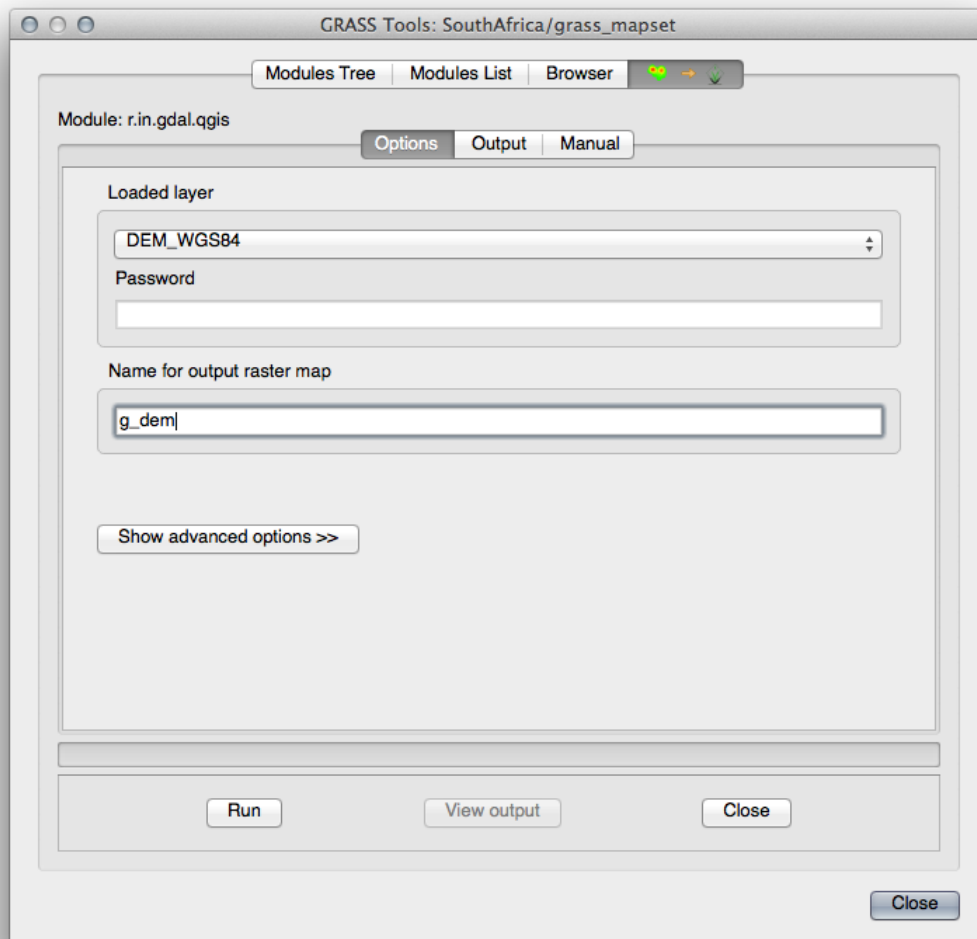 GRASS Tools: SouthAfrica/grass_mapset
Modules Tree Modules List Browser
Module: r.in.gdal.qgis
Options Output Manual
Loaded layer
DEM_WGS84
Password
Name for output raster map
g_dem
Show advanced options >>
Run View output Close
Close